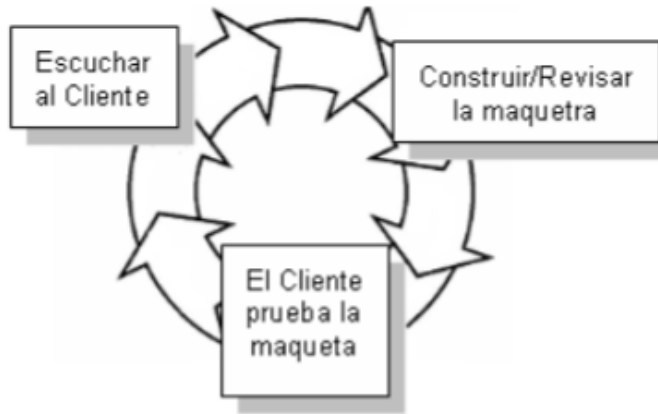 Escuchar
al Cliente
Construir/Revisar
la maquetra
El Cliente
prueba la
maqueta